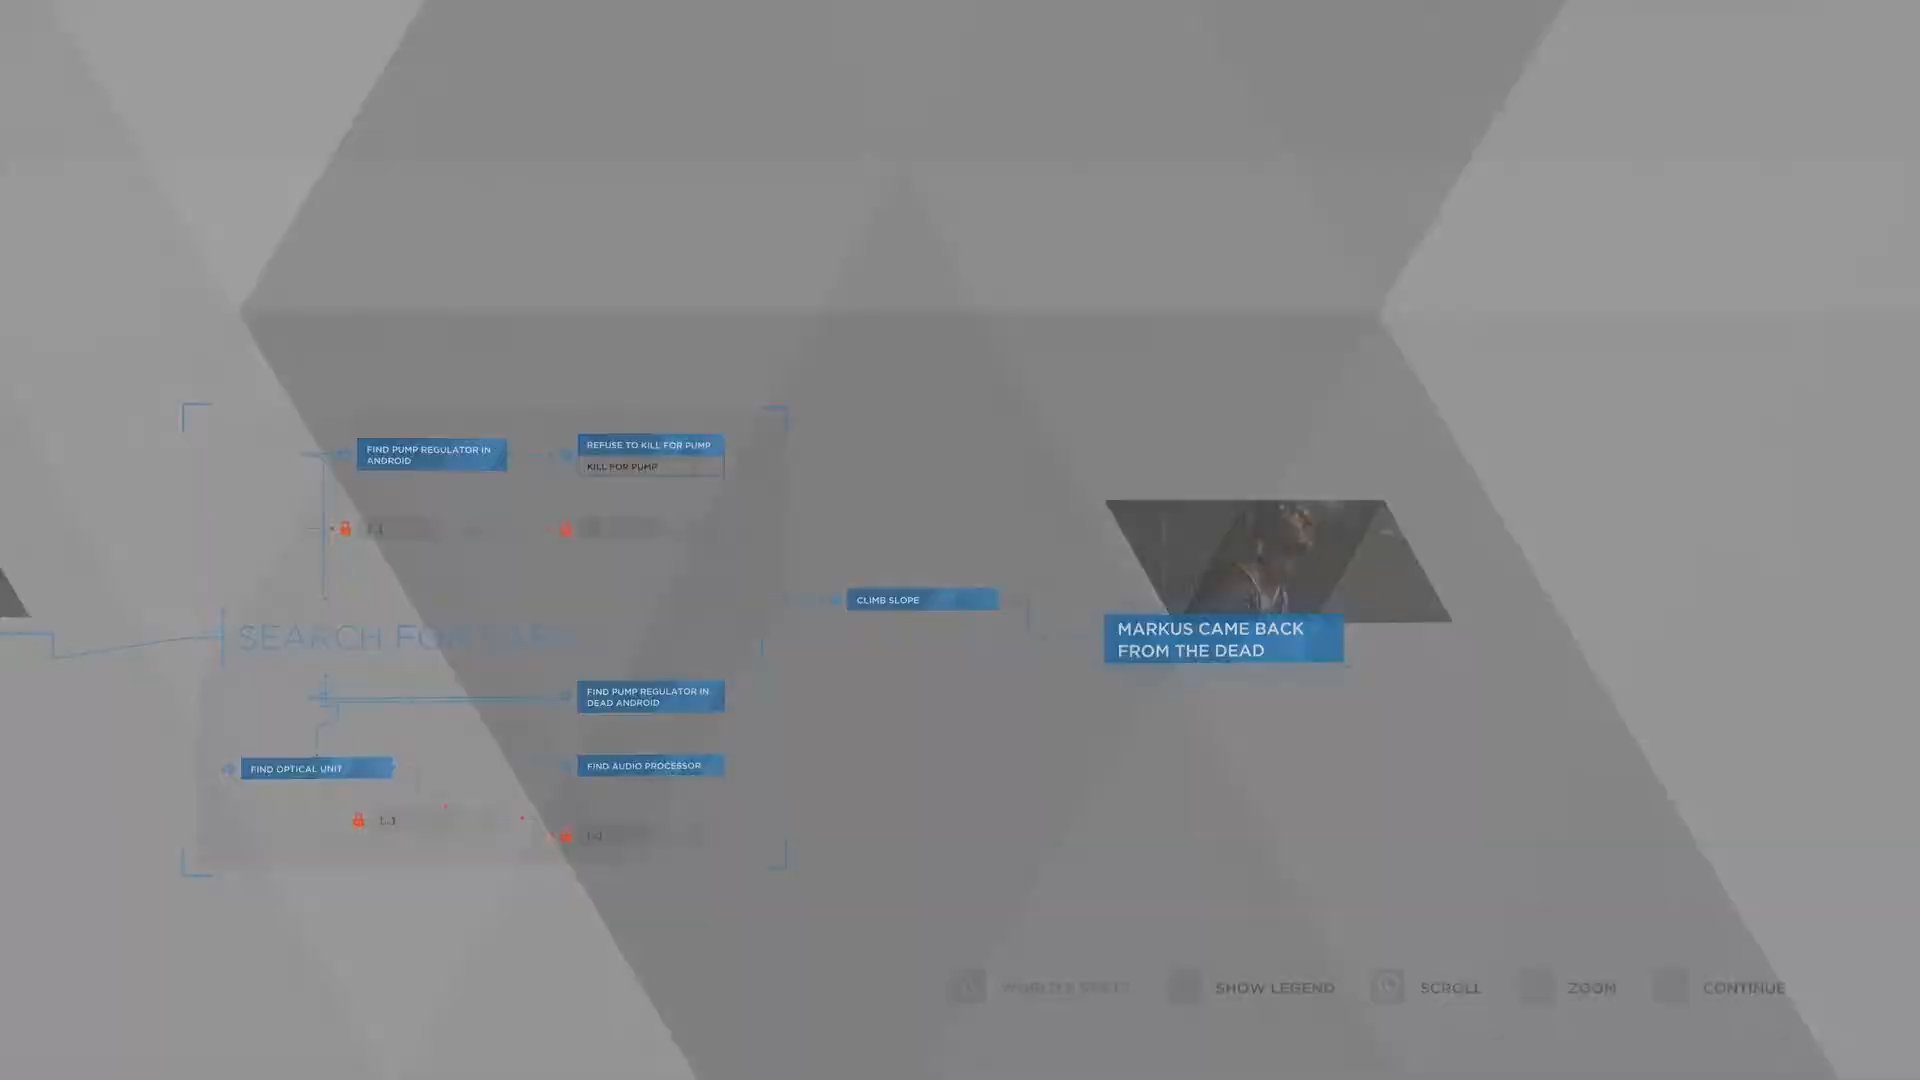 FIND PUMP REGULATOR IN
ANDROID
REFUSE TO KILL FOR PUMP
KILL FOR PUMP
[...]
CLIMB SLOPE
SEARCH FOR
MARKUS CAME BACK
FROM THE DEAD
FIND PUMP REGULATOR IN
DEAD ANDROID
FIND OPTICAL UNIT
FIND AUDIO PROCESSOR
[...]
[...]
SHOW LEGEND
SCROLL
ZOOM
CONTINUE